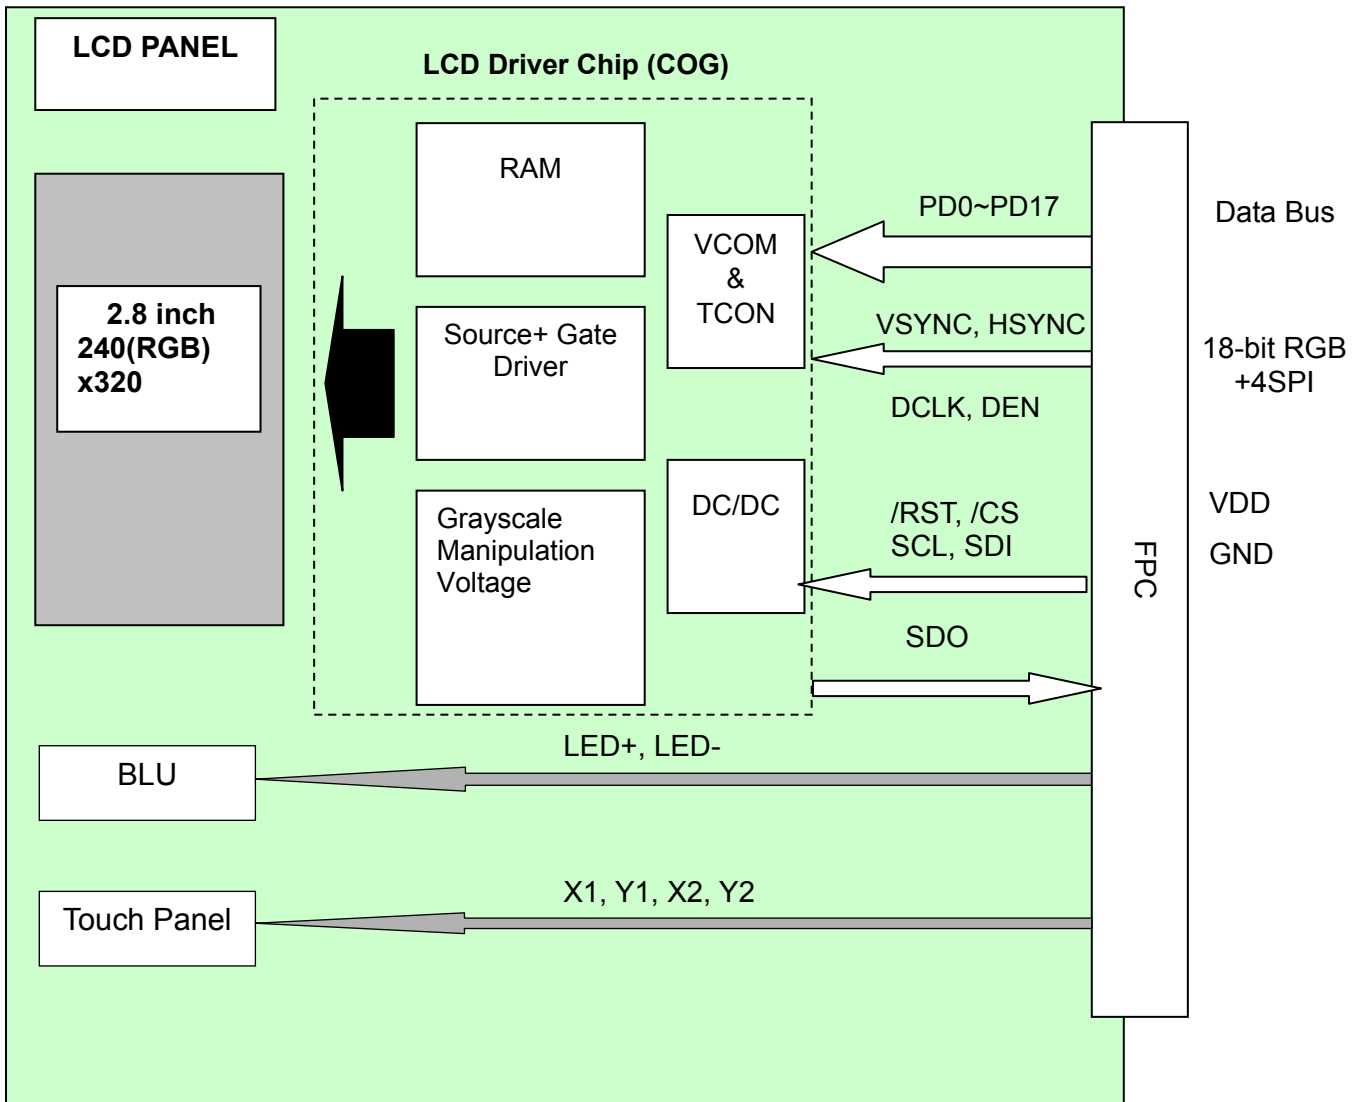 LCD PANEL
LCD Driver Chip (COG)
RAM
VCOM
&
TCON
Source+ Gate
Driver
2.8 inch
240(RGB)
x320
Grayscale
Manipulation
Voltage
DC/DC
PD0~PD17
VSYNC, HSYNC
DCLK, DEN
/RST, /CS
SCL, SDI
SDO
FPC
Data Bus
18-bit RGB
+4SPI
VDD
GND
LED+, LED-
BLU
X1, Y1, X2, Y2
Touch Panel